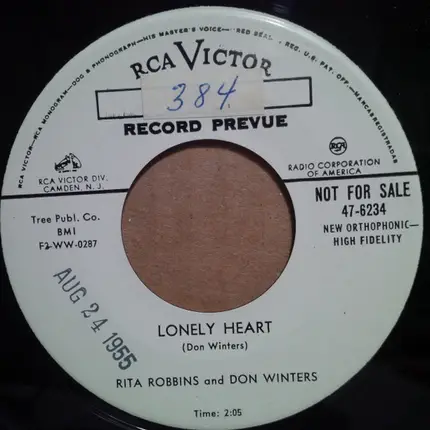 RCA VICTOR-RCA MONOGRAM-DOG & PHONOGRAPH-HIS MASTER'S VOICE-"RED SEAL"-REG. U.S. PAT. OFF.-MARCAS REGISTRADAS
RCA VICTOR
384
RECORD PREVUE
RCA
RCA VICTOR DIV.
CAMDEN, N. J.
RADIO CORPORATION
OF AMERICA
Tree Publ. Co.
BMI
F2-WW-0287
NOT FOR SALE
47-6234
NEW ORTHOPHONIC—
HIGH FIDELITY
AUG 24 1955
LONELY HEART
(Don Winters)
RITA ROBBINS and DON WINTERS
Time: 2:05